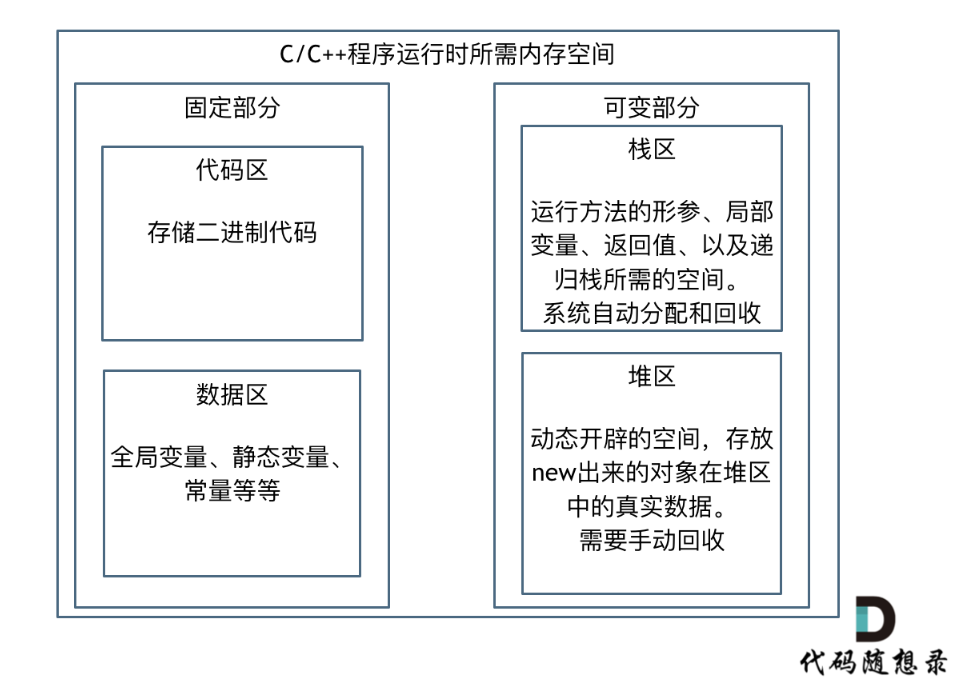 C/C++程序运行时所需内存空间
固定部分
代码区
存储二进制代码
数据区
全局变量、静态变量、
常量等等
可变部分
栈区
运行方法的形参、局部
变量、返回值、以及递
归栈所需的空间。
系统自动分配和回收
堆区
动态开辟的空间，存放
new出来的对象在堆区
中的真实数据。
需要手动回收
代码随想录